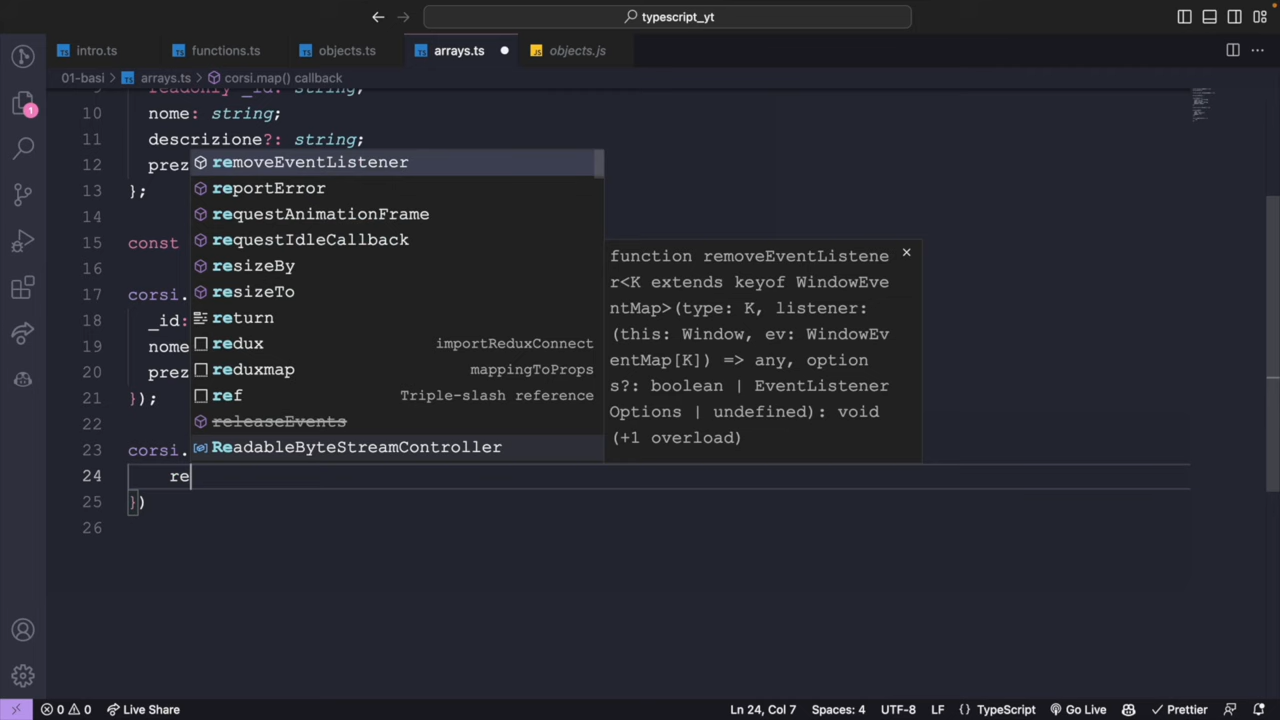 typescript_yt
intro.ts
functions.ts
objects.ts
arrays.ts
objects.js
01-basi > arrays.ts > corsi.map() callback
9 readonly _id: string;
10 nome: string;
11 descrizione?: string;
12 prez
13 };
14
15 const
16
17 corsi.
18 _id:
19 nome
20 prez
21 });
22
23 corsi.
24 re
25 })
26
removeEventListener
reportError
requestAnimationFrame
requestIdleCallback
resizeBy
resizeTo
return
redux importReduxConnect
reduxmap mappingToProps
ref Triple-slash reference
releaseEvents
ReadableByteStreamController
function removeEventListene
r<K extends keyof WindowEve
ntMap>(type: K, listener:
(this: Window, ev: WindowEv
entMap[K]) => any, option
s?: boolean | EventListener
Options | undefined): void
(+1 overload)
1
0 0 Live Share
Ln 24, Col 7 Spaces: 4 UTF-8 LF {} TypeScript Go Live Prettier